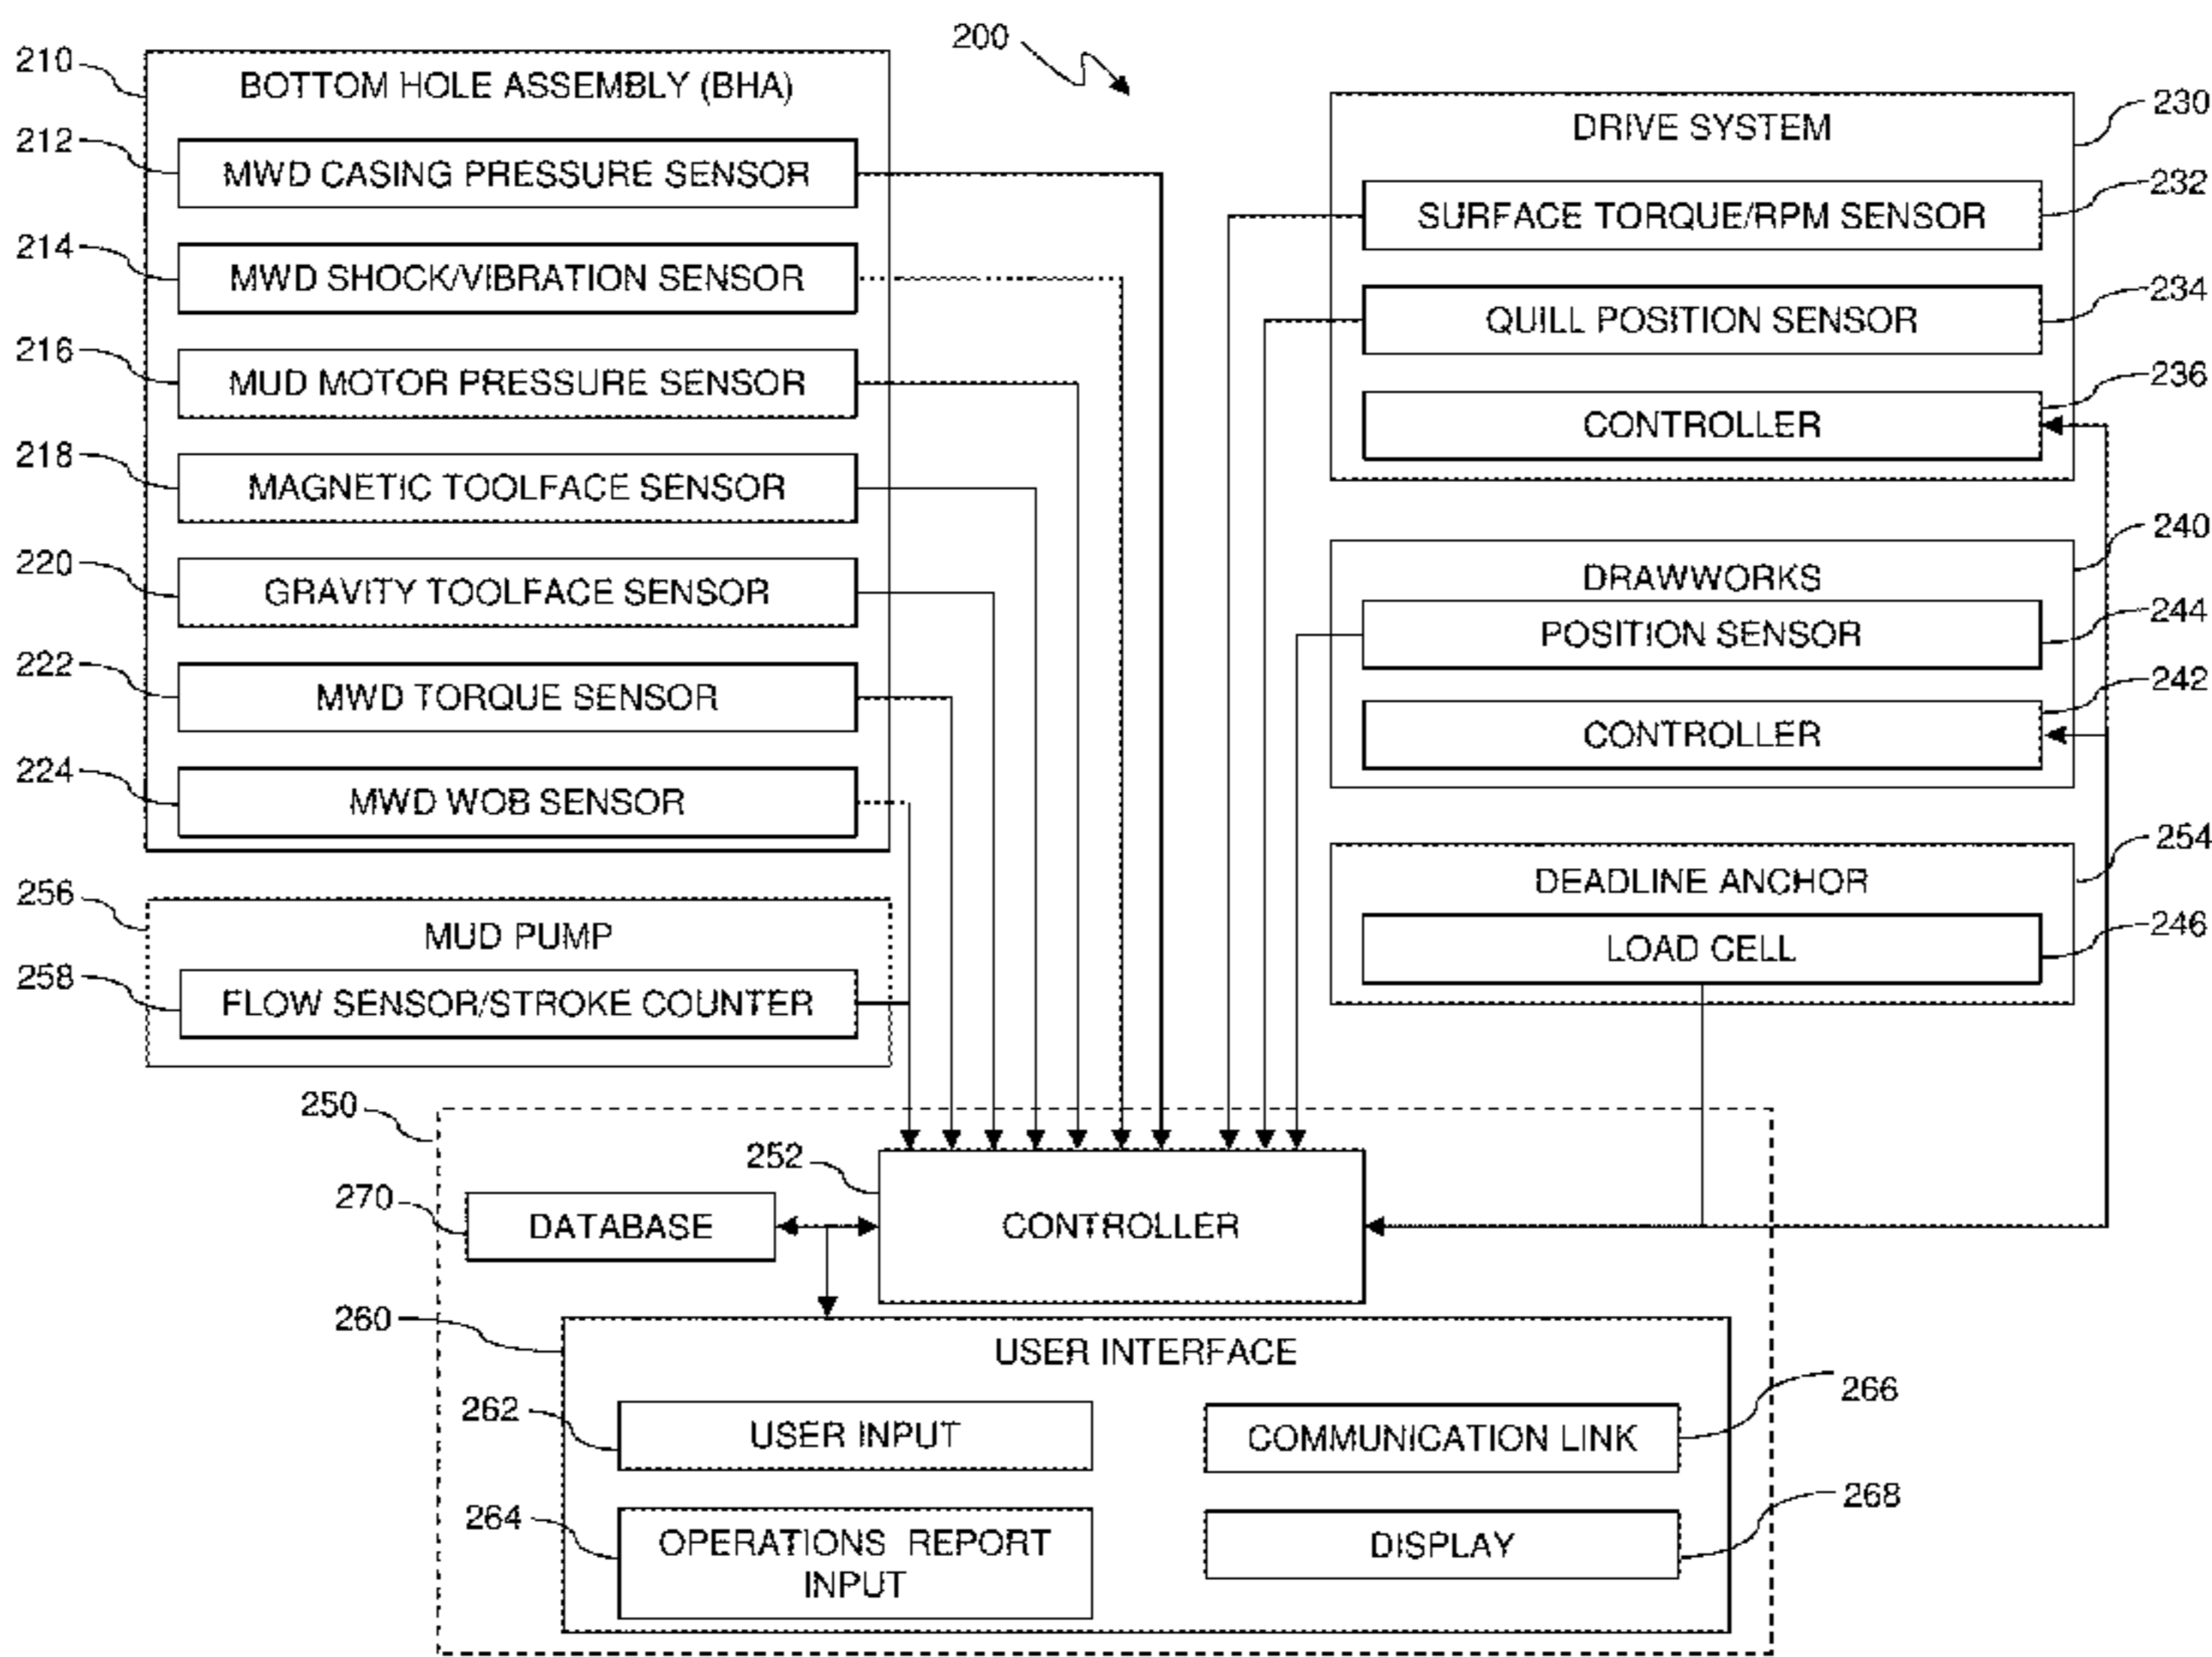 200
210
BOTTOM HOLE ASSEMBLY (BHA)
212
MWD CASING PRESSURE SENSOR
214
MWD SHOCK/VIBRATION SENSOR
216
MUD MOTOR PRESSURE SENSOR
218
MAGNETIC TOOLFACE SENSOR
220
GRAVITY TOOLFACE SENSOR
222
MWD TORQUE SENSOR
224
MWD WOB SENSOR
256
MUD PUMP
258
FLOW SENSOR/STROKE COUNTER
230
DRIVE SYSTEM
232
SURFACE TORQUE/RPM SENSOR
234
QUILL POSITION SENSOR
236
CONTROLLER
240
DRAWWORKS
244
POSITION SENSOR
242
CONTROLLER
254
DEADLINE ANCHOR
246
LOAD CELL
250
252
CONTROLLER
270
DATABASE
260
USER INTERFACE
262
USER INPUT
266
COMMUNICATION LINK
264
OPERATIONS REPORT
INPUT
268
DISPLAY